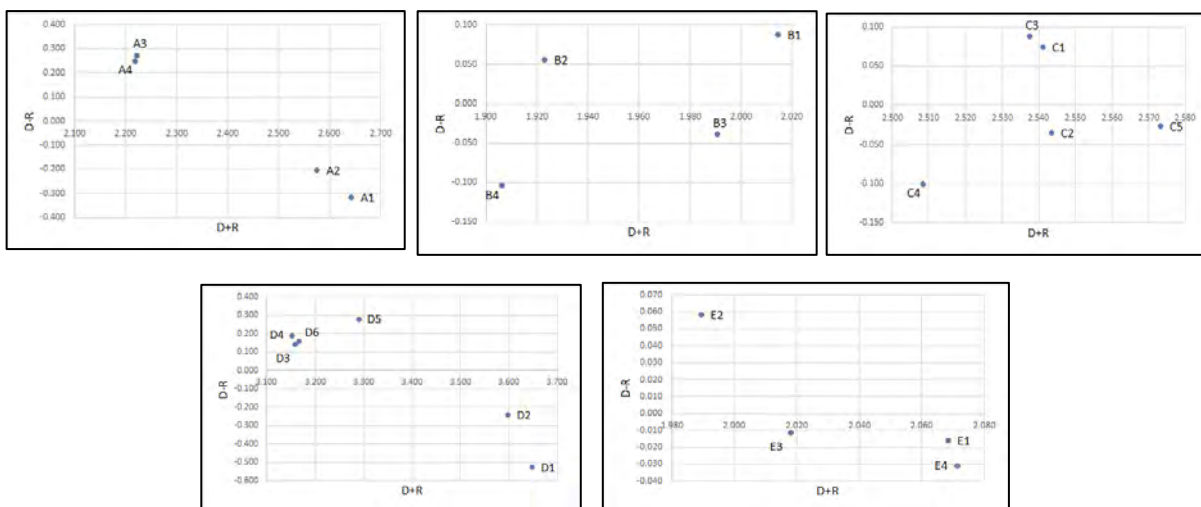 0.400
0.300
A3
0.200
A4
0.100
0.000
2.100 2.200 2.300 2.400 2.500 2.600 2.700
-0.100
-0.200
A2
-0.300
A1
-0.400
D-R
D+R
0.100
B1
0.050
B2
0.000
1.900 1.920 1.940 1.960 1.980 2.000 2.020
B3
-0.050
-0.100
B4
-0.150
D-R
D+R
C3
0.100
C1
0.050
0.000
2.500 2.510 2.520 2.530 2.540 2.550 2.560 2.570 2.580
C2
C5
-0.050
-0.100
C4
-0.150
D-R
D+R
0.400
0.300
D5
D4 D6
0.200
0.100
D3
0.000
3.100 3.200 3.300 3.400 3.500 3.600 3.700
-0.100
-0.200
D2
-0.300
-0.400
-0.500
D1
-0.600
D-R
D+R
0.070
0.060
E2
0.050
0.040
0.030
0.020
0.010
0.000
1.980 2.000 2.020 2.040 2.060 2.080
-0.010
E3
E1
-0.020
-0.030
E4
-0.040
D-R
D+R